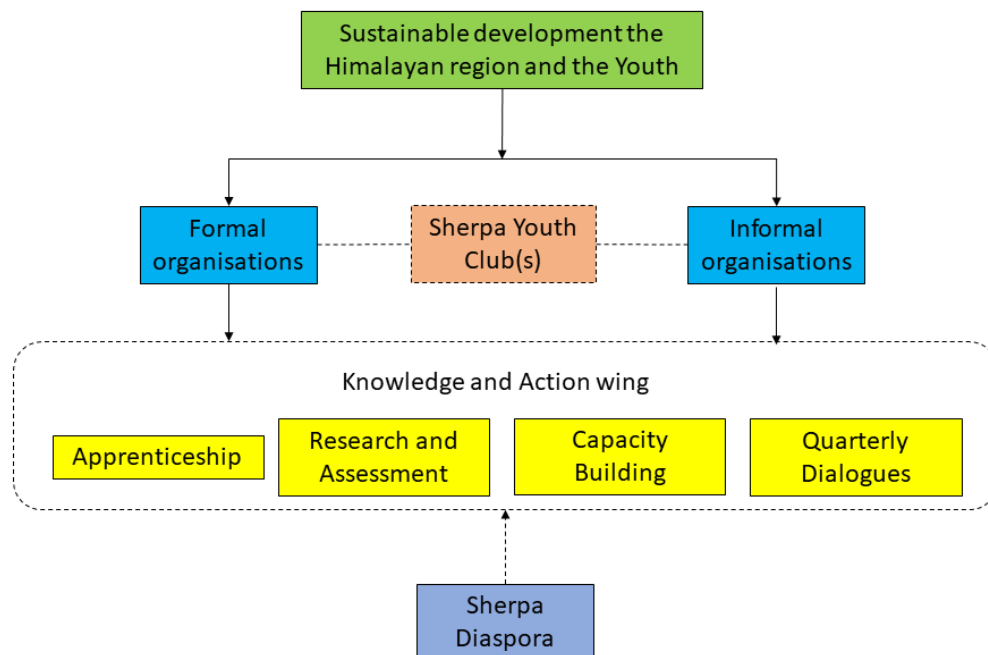 Sustainable development the
Himalayan region and the Youth
Formal
organisations
Sherpa Youth
Club(s)
Informal
organisations
Knowledge and Action wing
Apprenticeship
Research and
Assessment
Capacity
Building
Quarterly
Dialogues
Sherpa
Diaspora